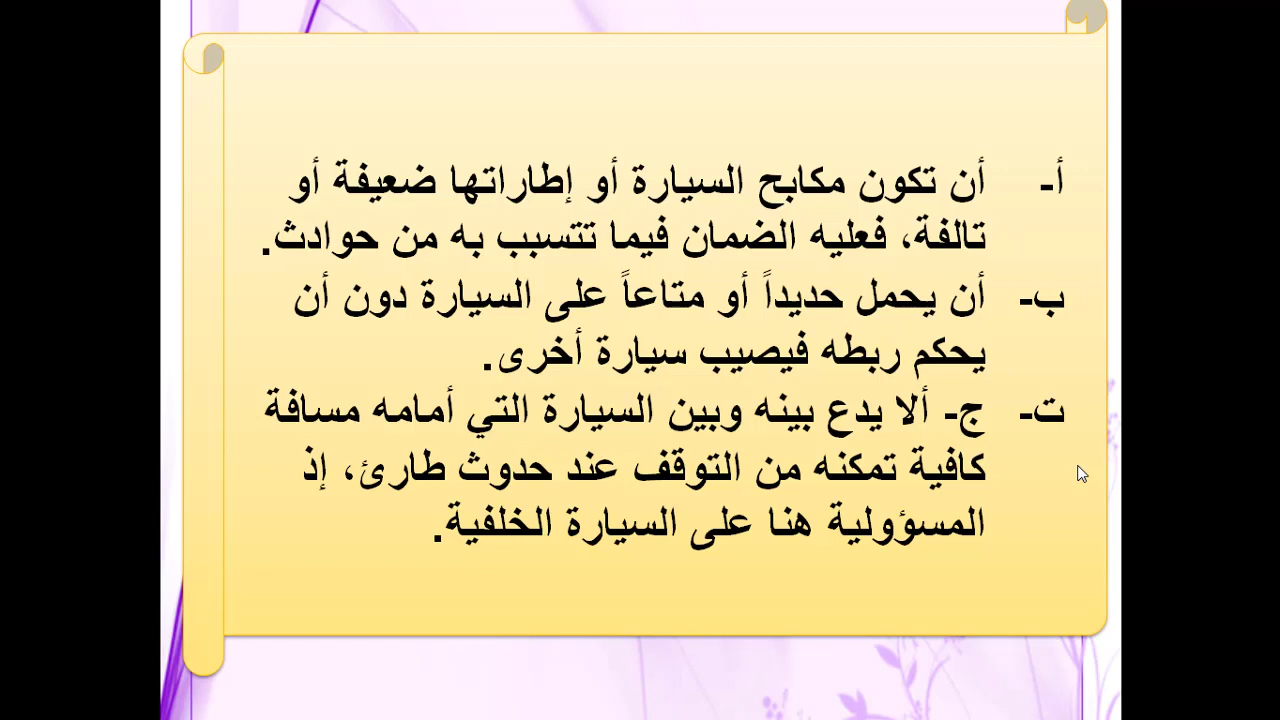 أ- أن تكون مكابح السيارة أو إطاراتها ضعيفة أو
تالفة، فعليه الضمان فيما تتسبب به من حوادث.
ب- أن يحمل حديداً أو متاعاً على السيارة دون أن
يحكم ربطه فيصيب سيارة أخرى.
ت- ج- ألا يدع بينه وبين السيارة التي أمامه مسافة
كافية تمكنه من التوقف عند حدوث طارئ، إذ
المسؤولية هنا على السيارة الخلفية.